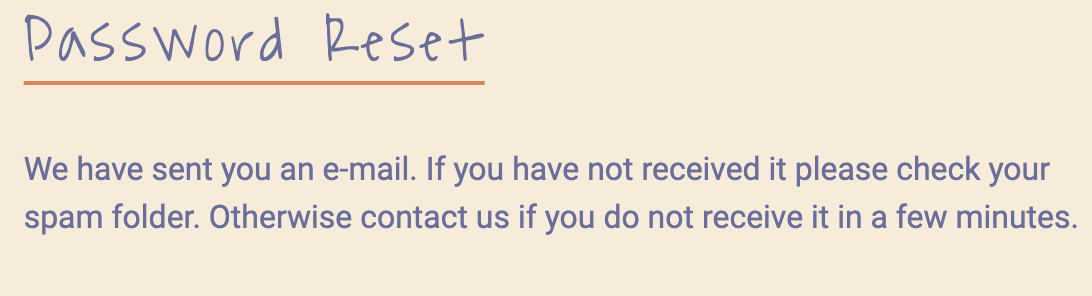 Password Reset
We have sent you an e-mail. If you have not received it please check your
spam folder. Otherwise contact us if you do not receive it in a few minutes.